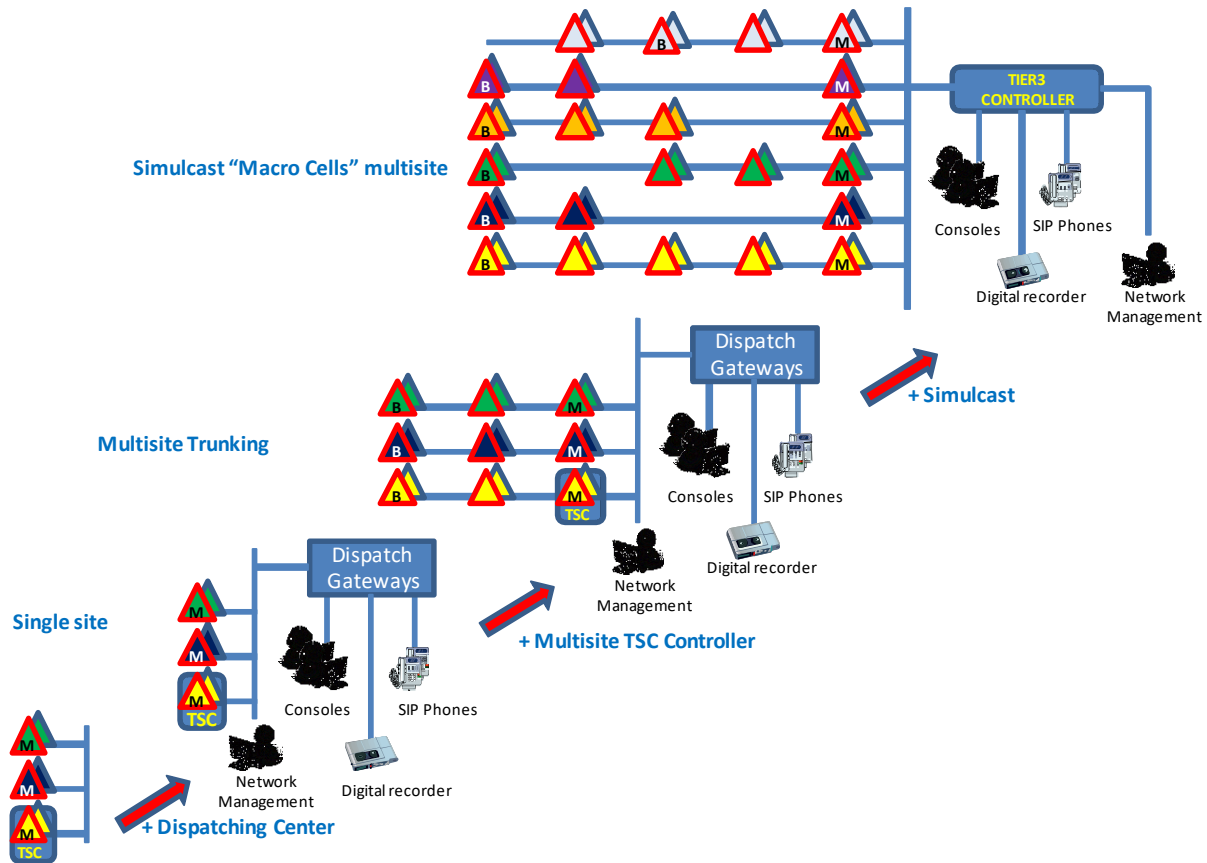 B
M
B
M
TIER3
CONTROLLER
B
M
Simulcast “Macro Cells” multisite
B
M
B
M
Consoles
SIP Phones
B
M
Digital recorder
Network
Management
Dispatch
Gateways
+ Simulcast
B
M
Multisite Trunking
B
M
Consoles
SIP Phones
B
M
TSC
Digital recorder
Network
Management
Dispatch
Gateways
M
Single site
M
+ Multisite TSC Controller
M
TSC
Consoles
SIP Phones
M
Network
Management
Digital recorder
M
+ Dispatching Center
M
TSC